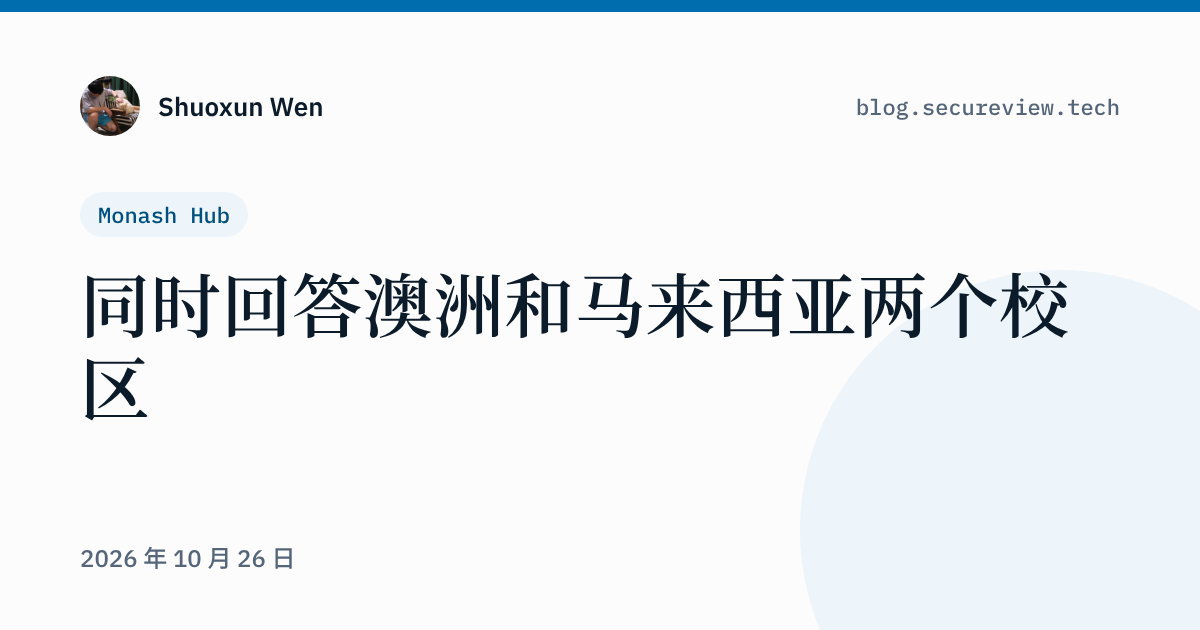 Shuoxun Wen
blog.secureview.tech
Monash Hub
同时回答澳洲和马来西亚两个校
区
2026 年 10 月 26 日